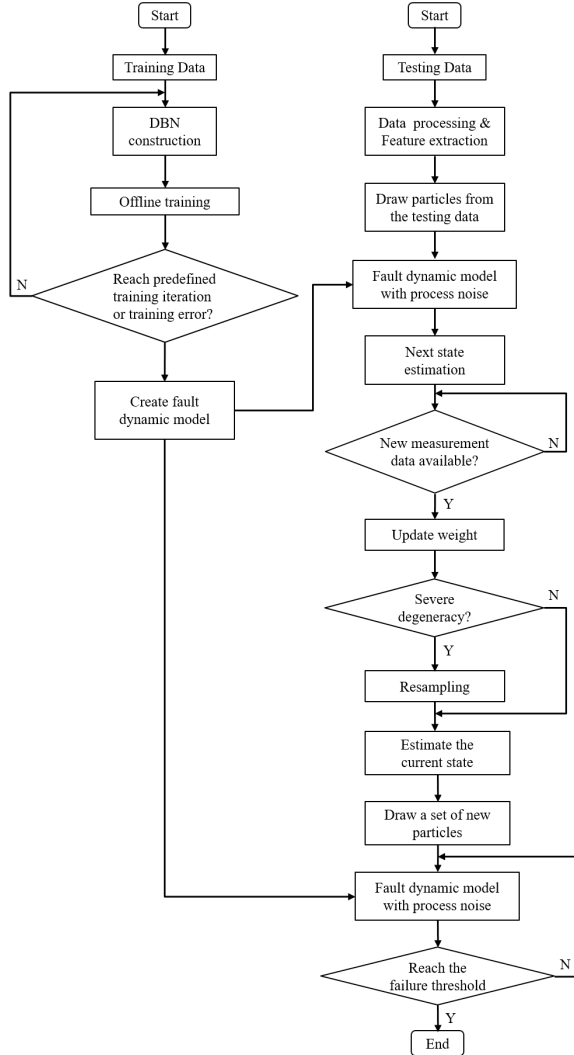 Start
Training Data
DBN
construction
Offline training
Reach predefined
training iteration
or training error?
N
Create fault
dynamic model
Start
Testing Data
Data processing &
Feature extraction
Draw particles from
the testing data
Fault dynamic model
with process noise
Next state
estimation
New measurement
data available?
N
Y
Update weight
Severe
degeneracy?
N
Y
Resampling
Estimate the
current state
Draw a set of new
particles
Fault dynamic model
with process noise
Reach the
failure threshold
N
Y
End